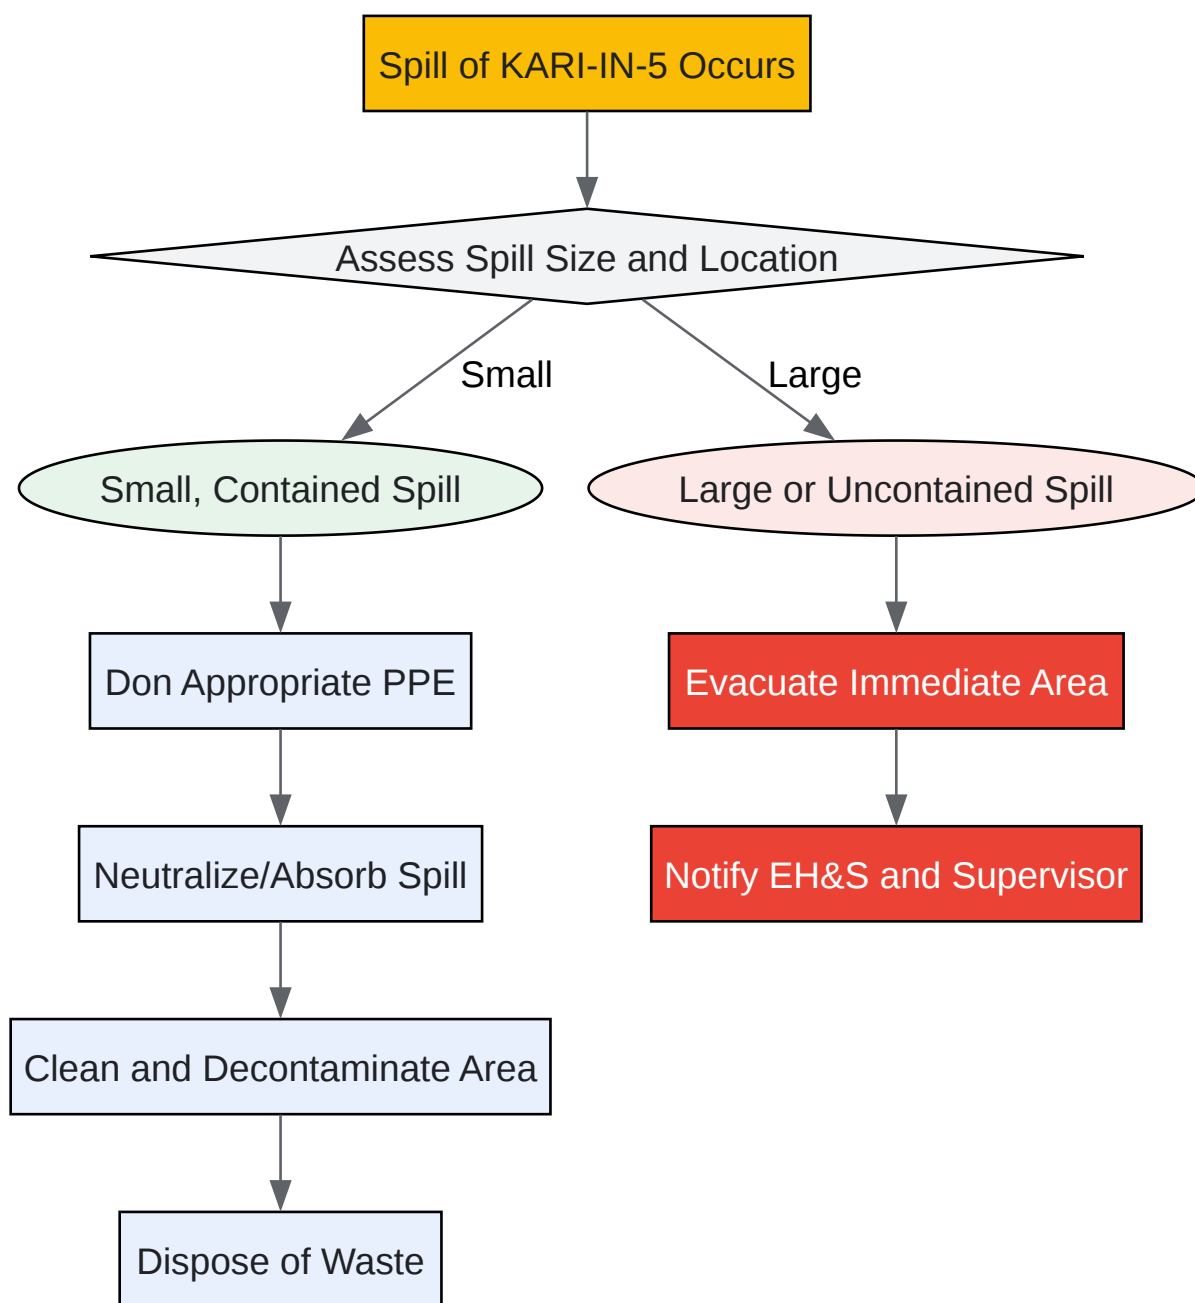 Spill of KARI-IN-5 Occurs
Assess Spill Size and Location
Small
Large
Small, Contained Spill
Large or Uncontained Spill
Don Appropriate PPE
Evacuate Immediate Area
Neutralize/Absorb Spill
Notify EH&S and Supervisor
Clean and Decontaminate Area
Dispose of Waste